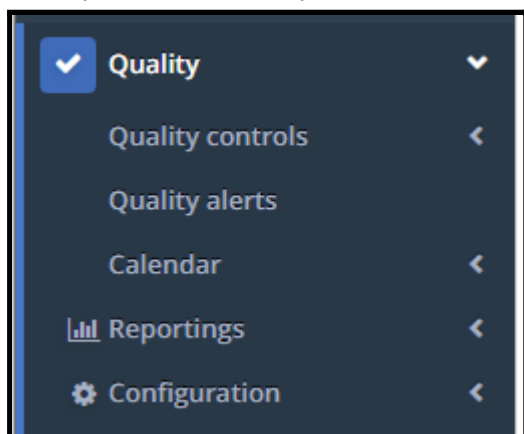 Quality
Quality controls
Quality alerts
Calendar
Reportings
Configuration